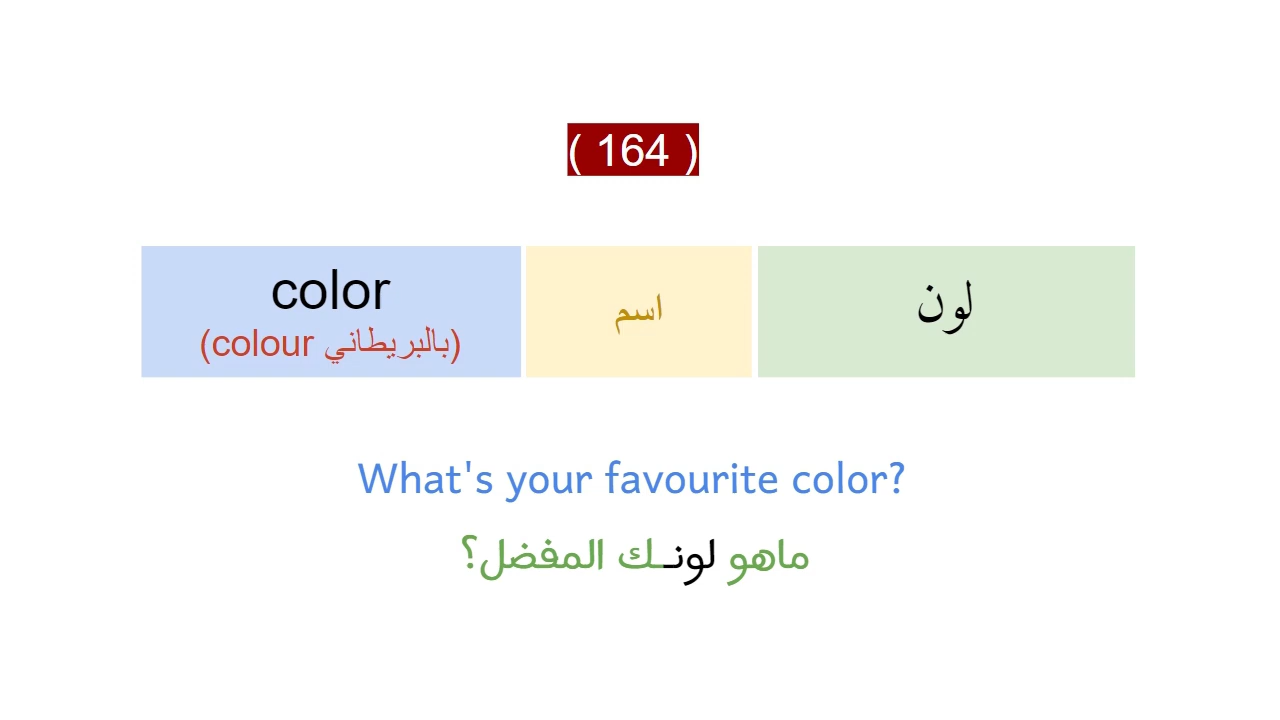 ( 164 )
color
(بالبريطاني colour)
اسم
لون
What's your favourite color?
ماهو لونـك المفضل؟